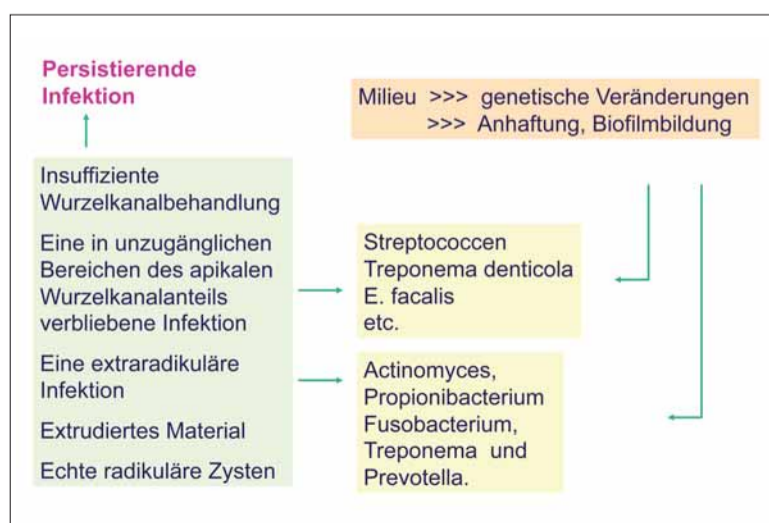 Persistierende
Infektion
Milieu >>> genetische Veränderungen
>>> Anhaftung, Biofilmbildung
Insuffiziente
Wurzelkanalbehandlung
Eine in unzugänglichen
Bereichen des apikalen
Wurzelkanalanteils
verbliebene Infektion
Eine extraradikuläre
Infektion
Extrudiertes Material
Echte radikuläre Zysten
Streptococcen
Treponema denticola
E. facalis
etc.
Actinomyces,
Propionibacterium
Fusobacterium,
Treponema und
Prevotella.